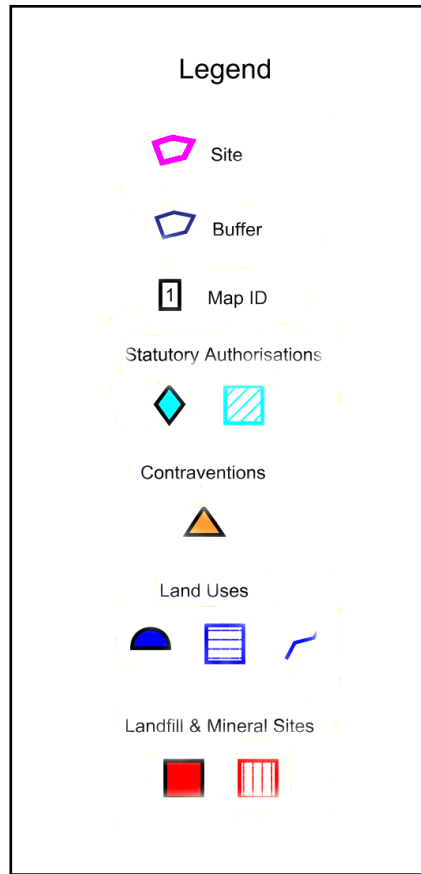 Legend
Site
Buffer
1 Map ID
Statutory Authorisations
Contraventions
Land Uses
Landfill & Mineral Sites